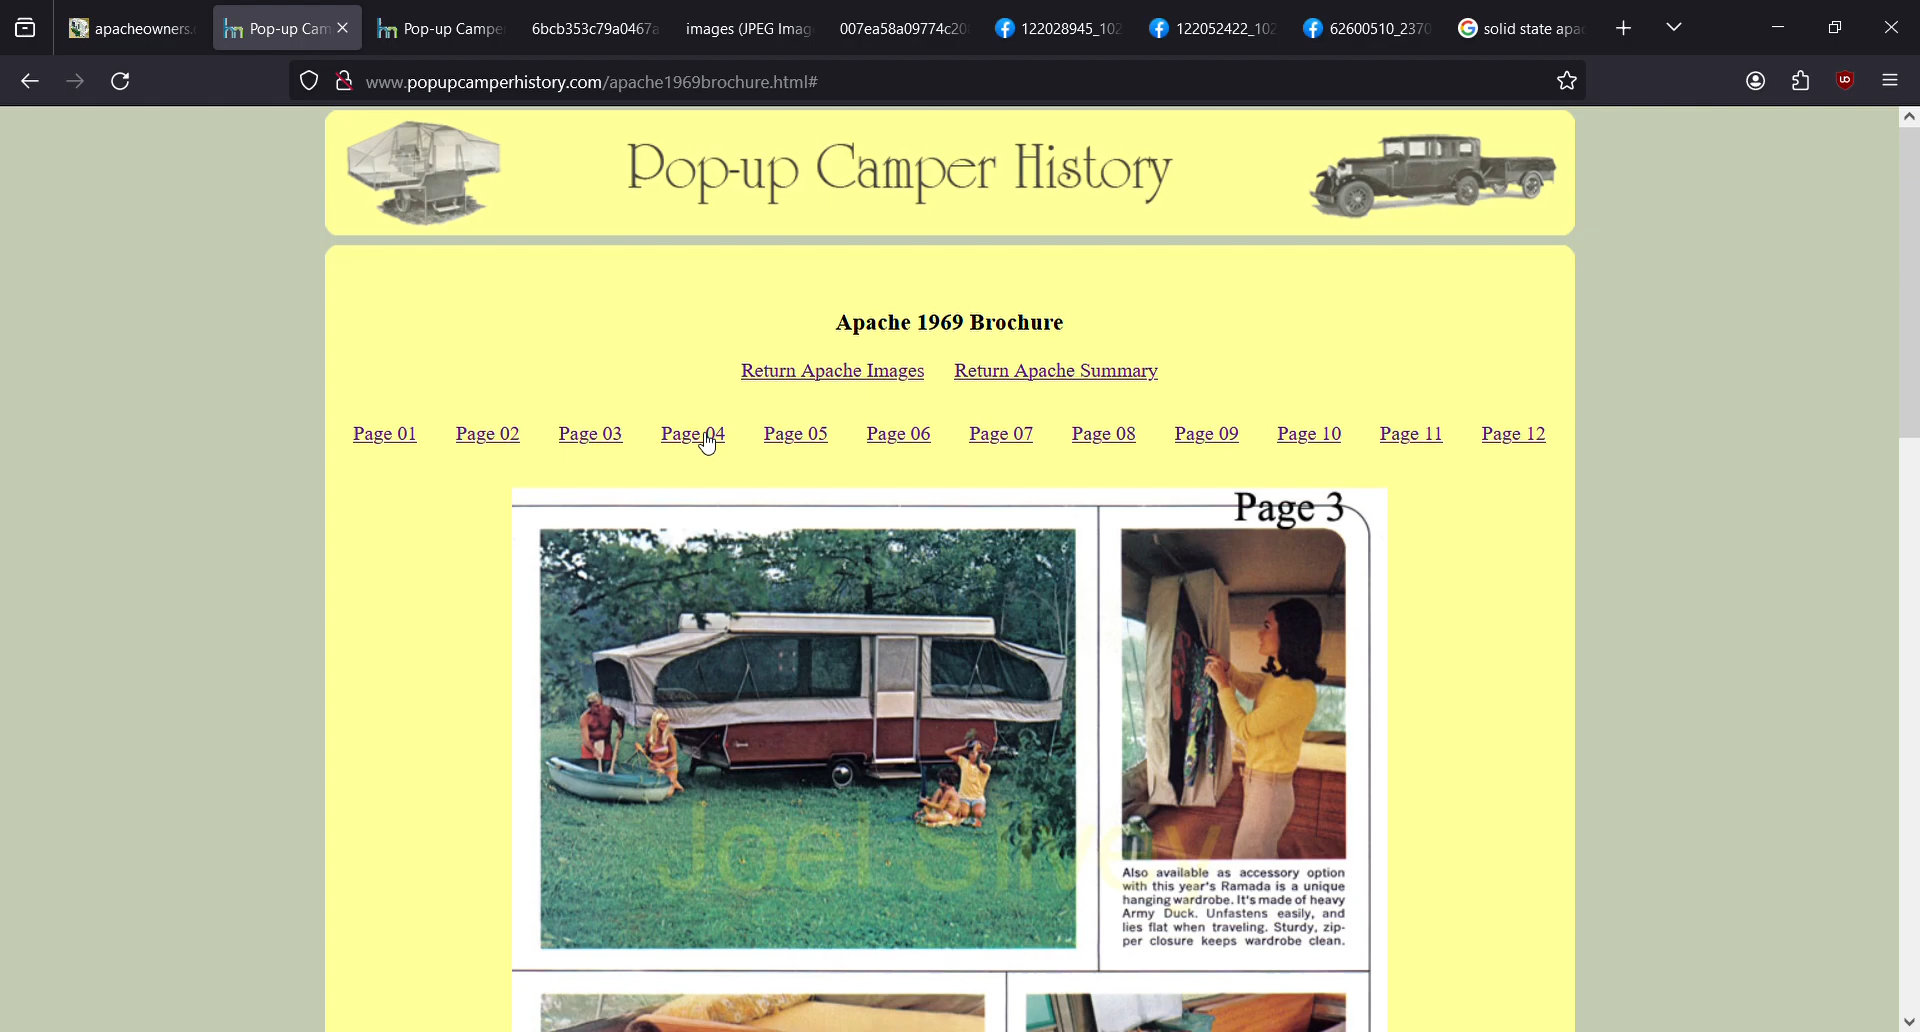 apacheowners.
Pop-up Cam
Pop-up Campe
6bcb353c79a0467a
images (JPEG Imag
007ea58a09774c20
122028945_102
122052422_102
62600510_2370
solid state apac
www.popupcamperhistory.com/apache1969brochure.html#
Pop-up Camper History
Apache 1969 Brochure
Return Apache Images Return Apache Summary
Page 01 Page 02 Page 03 Page 04 Page 05 Page 06 Page 07 Page 08 Page 09 Page 10 Page 11 Page 12
Page 3
Joel Silvey
Also available as accessory option
with this year's Ramada is a unique
hanging wardrobe. It's made of heavy
Army Duck. Unfastens easily, and
lies flat when traveling. Sturdy, zip-
per closure keeps wardrobe clean.